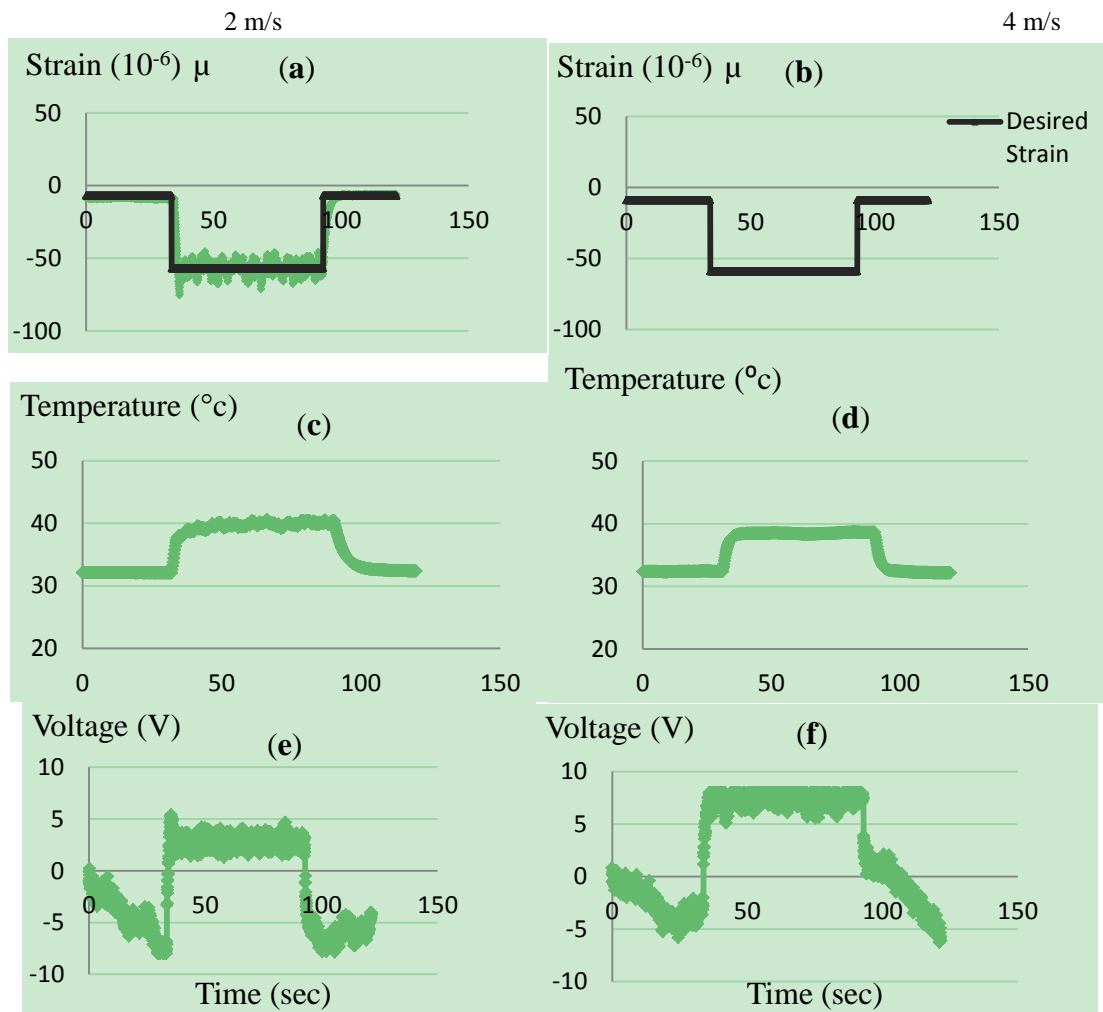 2 m/s
4 m/s
Strain (10-6) μ (a)
50
0
0 50 100 150
-50
-100
Strain (10-6) μ (b)
Desired
Strain
50
0
0 50 100 150
-50
-100
Temperature (°c)
(c)
50
40
30
20
0 50 100 150
Temperature (⁰c)
(d)
50
40
30
20
0 50 100 150
Voltage (V)
(e)
10
5
0
0 50 100 150
-5
-10
Time (sec)
Voltage (V) (f)
10
5
0
0 50 100 150
-5
-10
Time (sec)